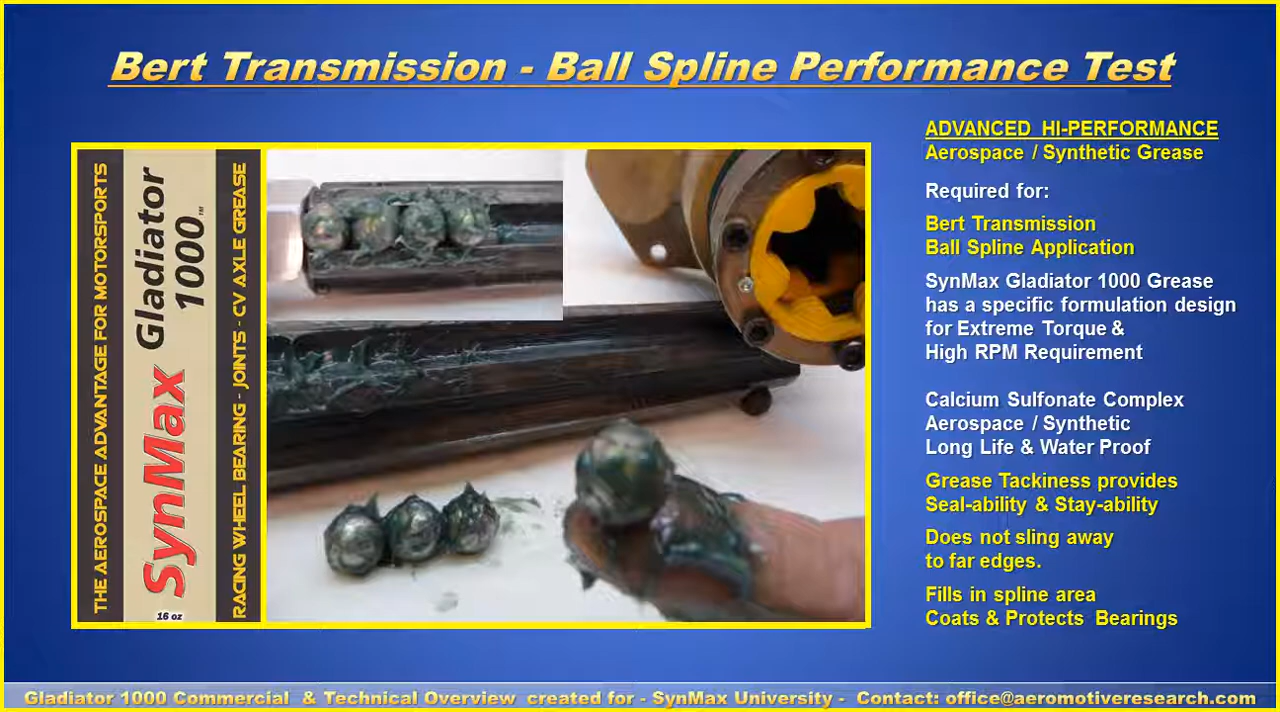 Bert Transmission - Ball Spline Performance Test
THE AEROSPACE ADVANTAGE FOR MOTORSPORTS
SynMax Gladiator
1000™
16 oz
RACING WHEEL BEARING - JOINTS - CV AXLE GREASE
ADVANCED HI-PERFORMANCE
Aerospace / Synthetic Grease
Required for:
Bert Transmission
Ball Spline Application
SynMax Gladiator 1000 Grease
has a specific formulation design
for Extreme Torque &
High RPM Requirement
Calcium Sulfonate Complex
Aerospace / Synthetic
Long Life & Water Proof
Grease Tackiness provides
Seal-ability & Stay-ability
Does not sling away
to far edges.
Fills in spline area
Coats & Protects Bearings
Gladiator 1000 Commercial & Technical Overview created for - SynMax University - Contact: office@aeromotiveresearch.com